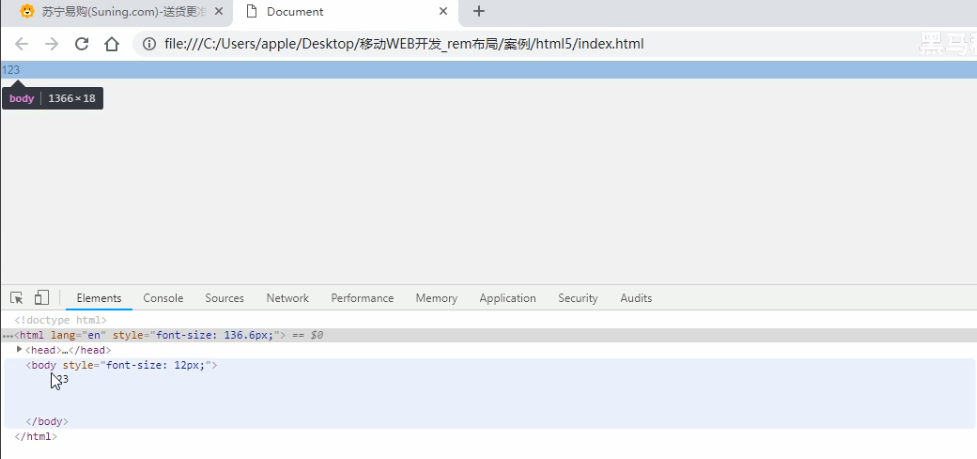 苏宁易购(Suning.com)-送货更准
Document
file:///C:/Users/apple/Desktop/移动WEB开发_rem布局/案例/html5/index.html
黑马
123
body 1366×18
Elements Console Sources Network Performance Memory Application Security Audits
<!doctype html>
…<html lang="en" style="font-size: 136.6px;"> == $0
<head>…</head>
<body style="font-size: 12px;">
123
</body>
</html>